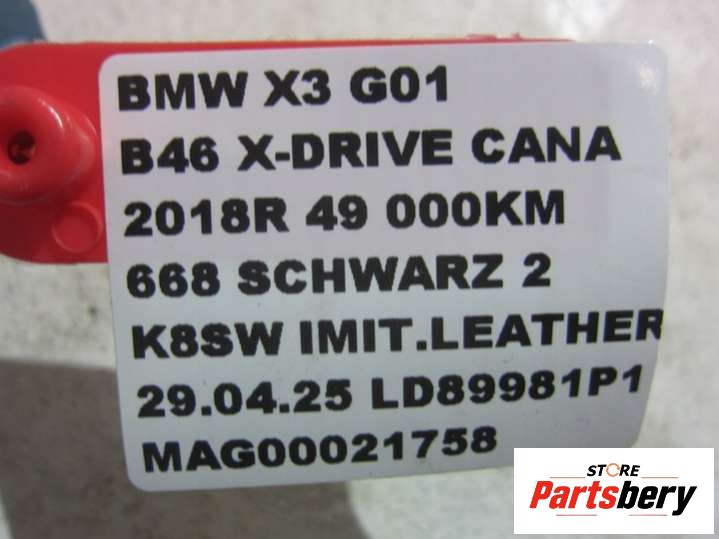 BMW X3 G01
B46 X-DRIVE CANA
2018R 49 000KM
668 SCHWARZ 2
K8SW IMIT.LEATHER
29.04.25 LD89981P1
MAG00021758
STORE
Partsbery